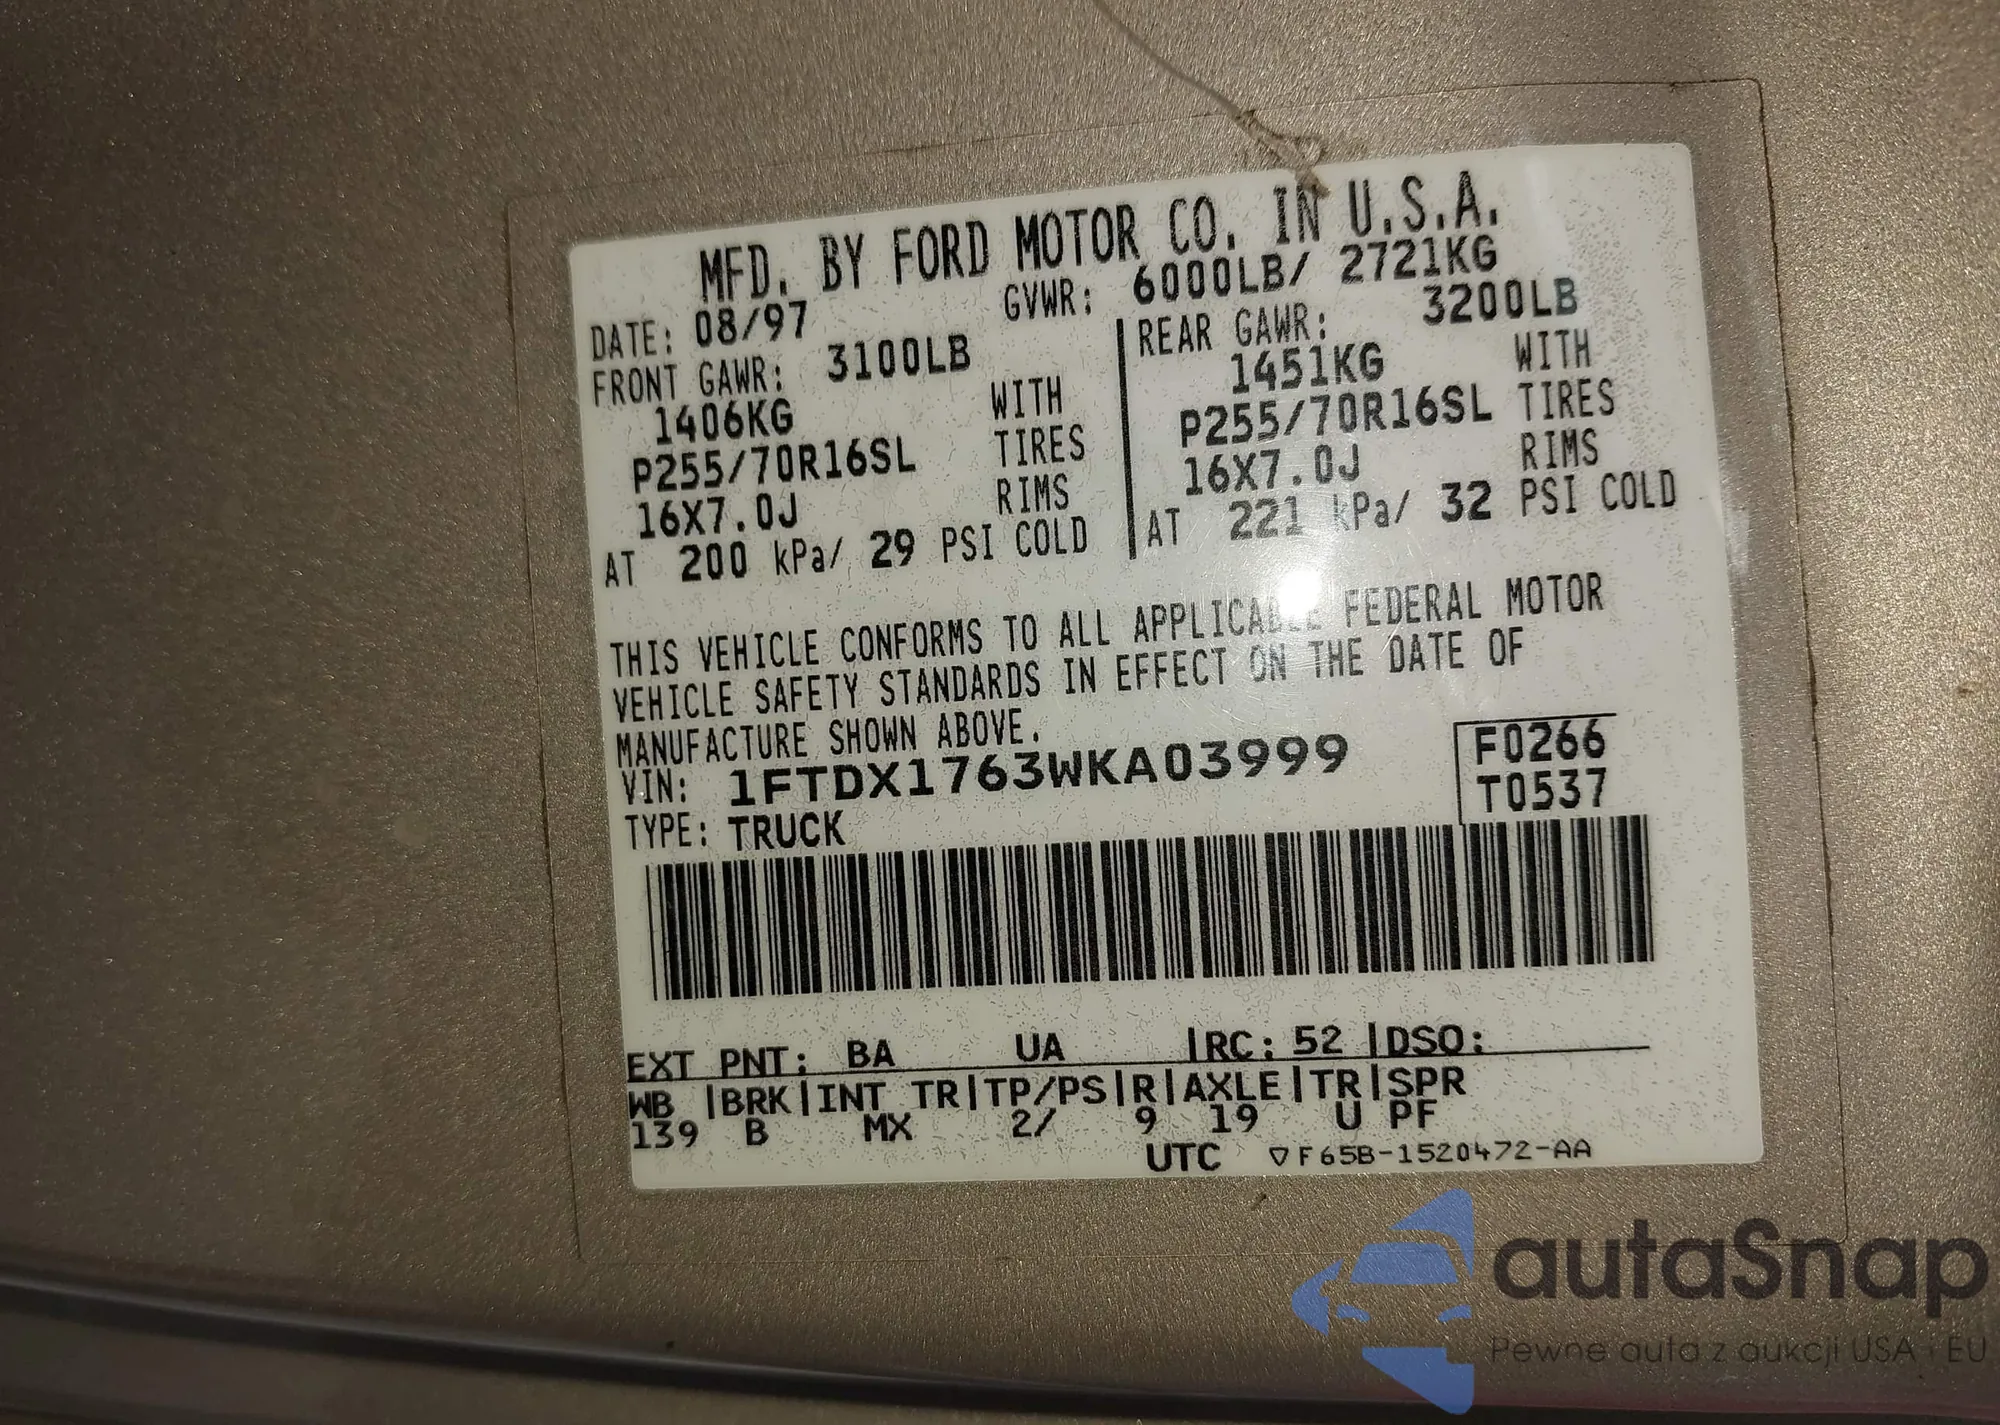 MFD. BY FORD MOTOR CO. IN U.S.A.
DATE: 08/97 GVWR: 6000LB/ 2721KG
FRONT GAWR: 3100LB
1406KG WITH
P255/70R16SL TIRES
16X7.0J RIMS
AT 200 kPa/ 29 PSI COLD
REAR GAWR: 3200LB
1451KG WITH
P255/70R16SL TIRES
16X7.0J RIMS
AT 221 kPa/ 32 PSI COLD
THIS VEHICLE CONFORMS TO ALL APPLICABLE FEDERAL MOTOR
VEHICLE SAFETY STANDARDS IN EFFECT ON THE DATE OF
MANUFACTURE SHOWN ABOVE.
VIN: 1FTDX1763WKA03999
TYPE: TRUCK
F0266
T0537
EXT PNT: BA UA |RC: 52 |DSO:
WB |BRK|INT TR|TP/PS|R|AXLE|TR|SPR
139 B MX 2/ 9 19 U PF
UTC ▽F65B-1520472-AA
autaSnap
Pewne auta z aukcji USA i EU